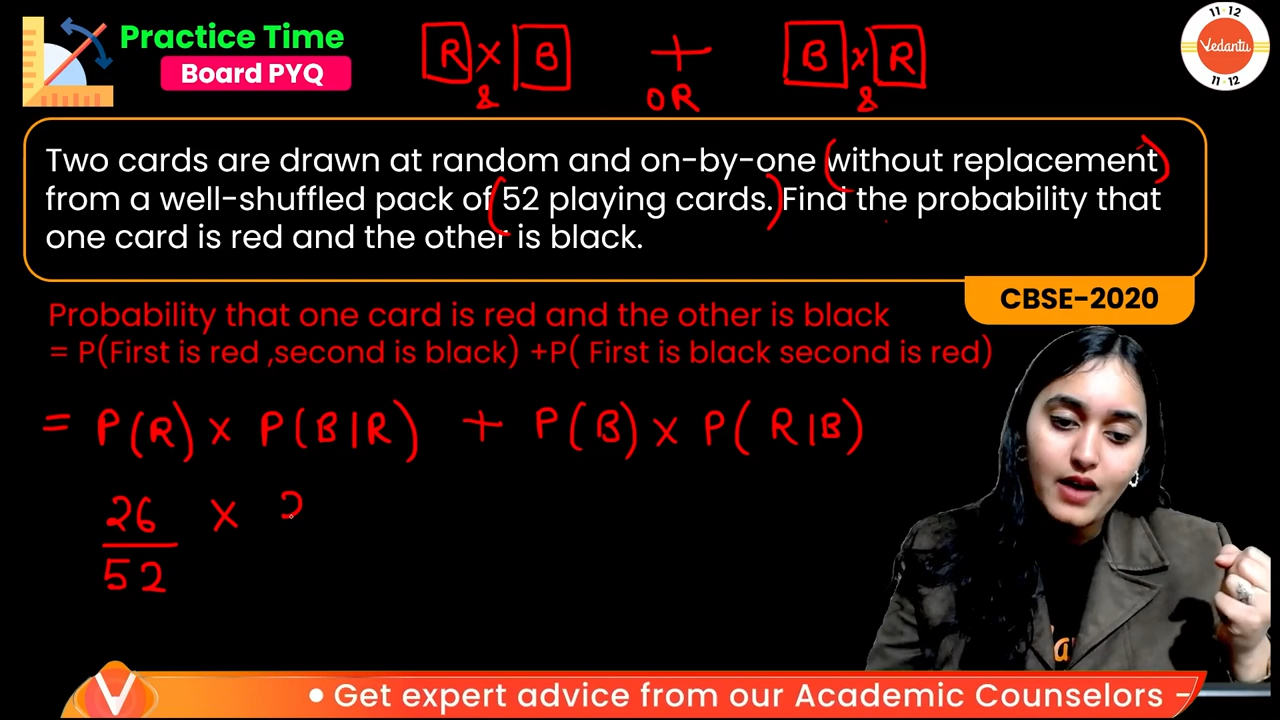 Practice Time
Board PYQ
R × B + B × R
& OR &
11-12
Vedantu
11-12
Two cards are drawn at random and on-by-one (without replacement)
from a well-shuffled pack of (52 playing cards.) Find the probability that
one card is red and the other is black.
CBSE-2020
Probability that one card is red and the other is black
= P(First is red ,second is black) +P( First is black second is red)
= P(R) × P(B|R) + P(B) × P(R|B)
26 × 2
52
V
• Get expert advice from our Academic Counselors -